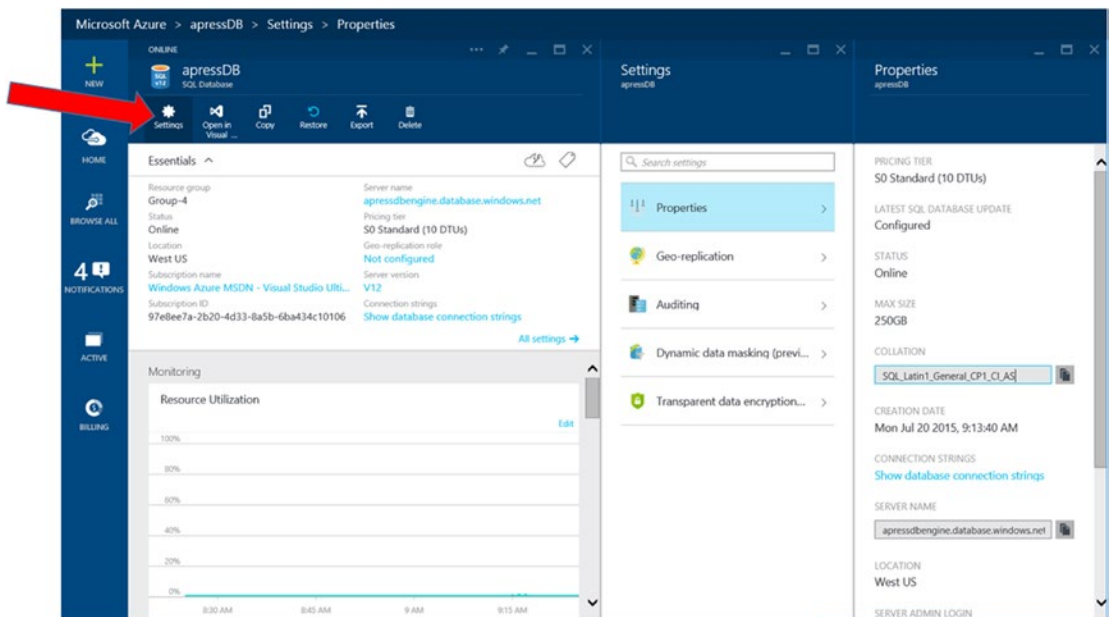 Microsoft Azure > apressDB > Settings > Properties
NEW
HOME
BROWSE ALL
4
NOTIFICATIONS
ACTIVE
BILLING
ONLINE
SQL
V12
apressDB
SQL Database
Settings
Open in
Visual ...
Copy
Restore
Export
Delete
Essentials
Resource group
Group-4
Status
Online
Location
West US
Subscription name
Windows Azure MSDN - Visual Studio Ulti...
Subscription ID
97e8ee7a-2b20-4d33-8a5b-6ba434c10106
Server name
apressdbengine.database.windows.net
Pricing tier
S0 Standard (10 DTUs)
Geo-replication role
Not configured
Server version
V12
Connection strings
Show database connection strings
All settings →
Monitoring
Resource Utilization
Edit
100%
80%
60%
40%
20%
0%
8:30 AM
8:45 AM
9 AM
9:15 AM
Settings
apressDB
Search settings
Properties
Geo-replication
Auditing
Dynamic data masking (previ...
Transparent data encryption...
Properties
apressDB
PRICING TIER
S0 Standard (10 DTUs)
LATEST SQL DATABASE UPDATE
Configured
STATUS
Online
MAX SIZE
250GB
COLLATION
SQL_Latin1_General_CP1_CI_AS
CREATION DATE
Mon Jul 20 2015, 9:13:40 AM
CONNECTION STRINGS
Show database connection strings
SERVER NAME
apressdbengine.database.windows.net
LOCATION
West US
SERVER ADMIN LOGIN